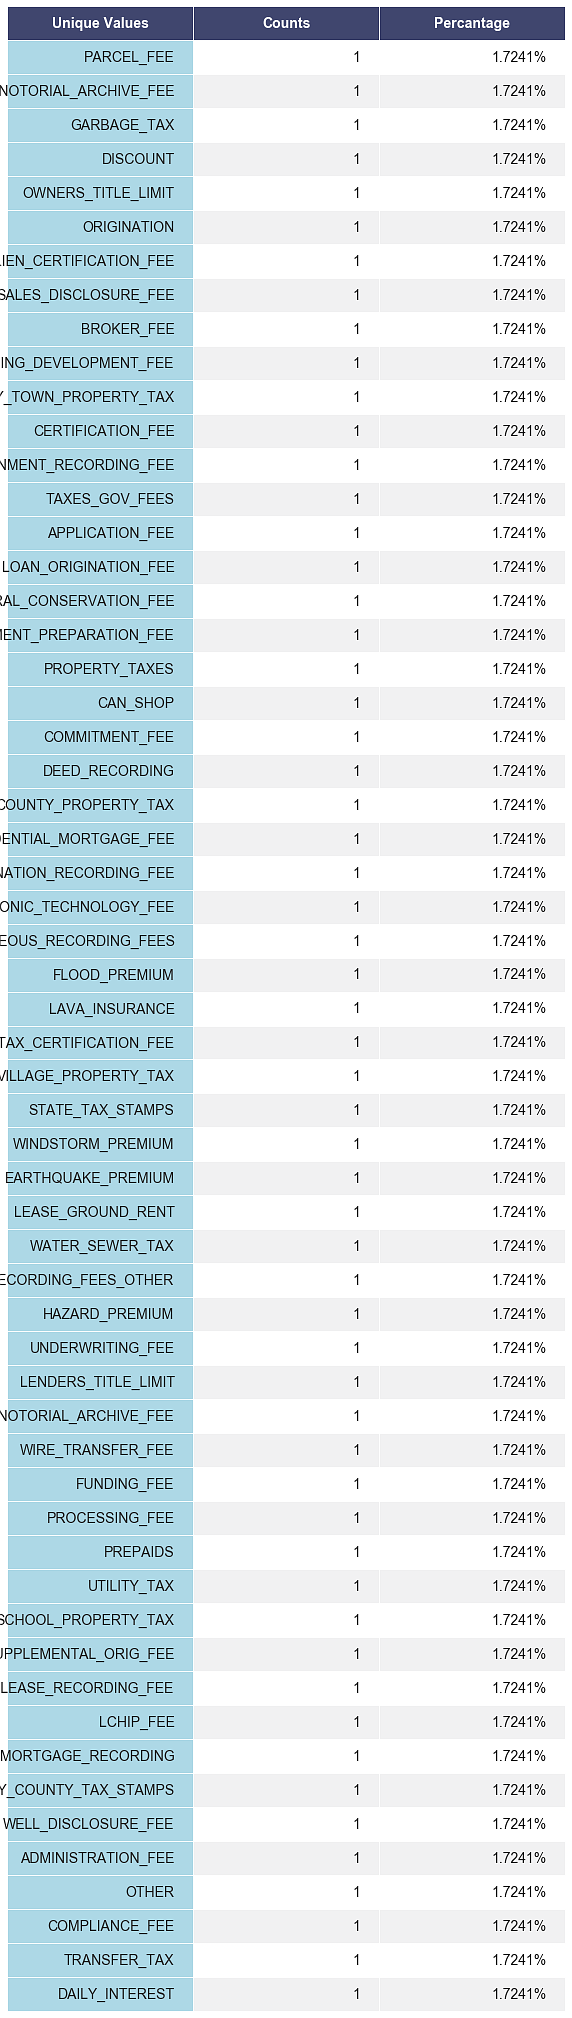 Unique Values Counts Percantage
PARCEL_FEE 1 1.7241%
NOTORIAL_ARCHIVE_FEE 1 1.7241%
GARBAGE_TAX 1 1.7241%
DISCOUNT 1 1.7241%
OWNERS_TITLE_LIMIT 1 1.7241%
ORIGINATION 1 1.7241%
IEN_CERTIFICATION_FEE 1 1.7241%
SALES_DISCLOSURE_FEE 1 1.7241%
BROKER_FEE 1 1.7241%
ING_DEVELOPMENT_FEE 1 1.7241%
Y_TOWN_PROPERTY_TAX 1 1.7241%
CERTIFICATION_FEE 1 1.7241%
NMENT_RECORDING_FEE 1 1.7241%
TAXES_GOV_FEES 1 1.7241%
APPLICATION_FEE 1 1.7241%
LOAN_ORIGINATION_FEE 1 1.7241%
RAL_CONSERVATION_FEE 1 1.7241%
MENT_PREPARATION_FEE 1 1.7241%
PROPERTY_TAXES 1 1.7241%
CAN_SHOP 1 1.7241%
COMMITMENT_FEE 1 1.7241%
DEED_RECORDING 1 1.7241%
COUNTY_PROPERTY_TAX 1 1.7241%
DENTIAL_MORTGAGE_FEE 1 1.7241%
NATION_RECORDING_FEE 1 1.7241%
ONIC_TECHNOLOGY_FEE 1 1.7241%
EOUS_RECORDING_FEES 1 1.7241%
FLOOD_PREMIUM 1 1.7241%
LAVA_INSURANCE 1 1.7241%
TAX_CERTIFICATION_FEE 1 1.7241%
VILLAGE_PROPERTY_TAX 1 1.7241%
STATE_TAX_STAMPS 1 1.7241%
WINDSTORM_PREMIUM 1 1.7241%
EARTHQUAKE_PREMIUM 1 1.7241%
LEASE_GROUND_RENT 1 1.7241%
WATER_SEWER_TAX 1 1.7241%
ECORDING_FEES_OTHER 1 1.7241%
HAZARD_PREMIUM 1 1.7241%
UNDERWRITING_FEE 1 1.7241%
LENDERS_TITLE_LIMIT 1 1.7241%
NOTORIAL_ARCHIVE_FEE 1 1.7241%
WIRE_TRANSFER_FEE 1 1.7241%
FUNDING_FEE 1 1.7241%
PROCESSING_FEE 1 1.7241%
PREPAIDS 1 1.7241%
UTILITY_TAX 1 1.7241%
SCHOOL_PROPERTY_TAX 1 1.7241%
UPPLEMENTAL_ORIG_FEE 1 1.7241%
LEASE_RECORDING_FEE 1 1.7241%
LCHIP_FEE 1 1.7241%
MORTGAGE_RECORDING 1 1.7241%
Y_COUNTY_TAX_STAMPS 1 1.7241%
WELL_DISCLOSURE_FEE 1 1.7241%
ADMINISTRATION_FEE 1 1.7241%
OTHER 1 1.7241%
COMPLIANCE_FEE 1 1.7241%
TRANSFER_TAX 1 1.7241%
DAILY_INTEREST 1 1.7241%